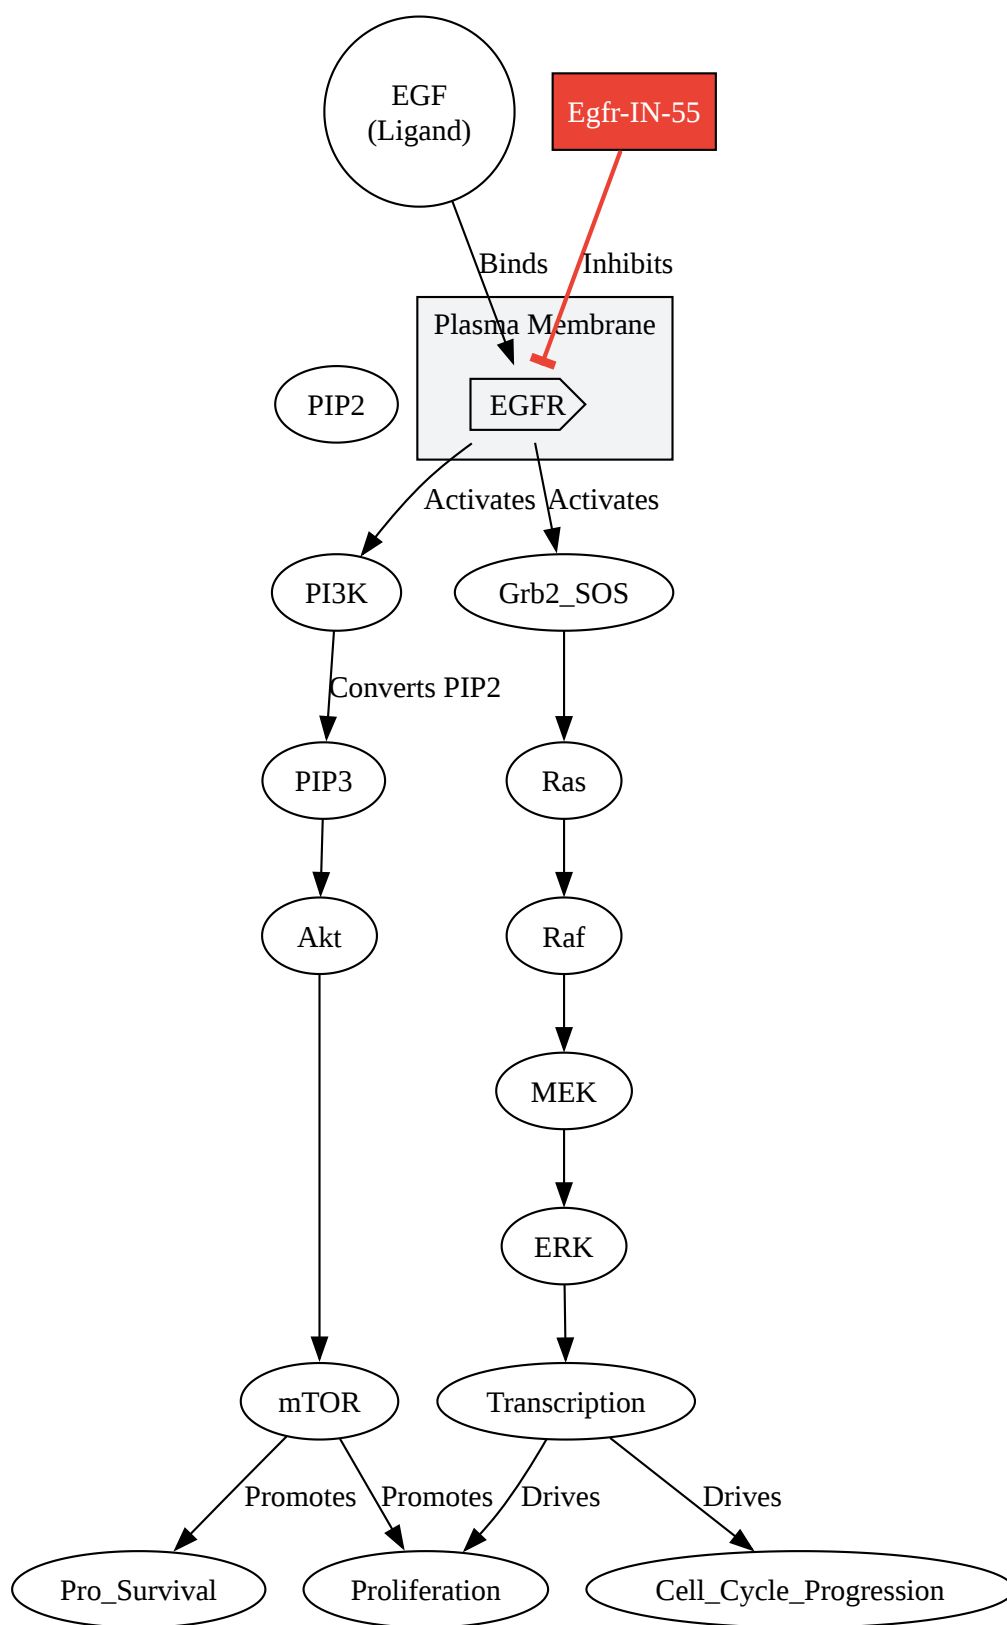 EGF
(Ligand)
Egfr-IN-55
Binds
Inhibits
Plasma Membrane
PIP2
EGFR
Activates
Activates
PI3K
Grb2_SOS
Converts PIP2
PIP3
Ras
Akt
Raf
MEK
ERK
mTOR
Transcription
Promotes
Promotes
Drives
Drives
Pro_Survival
Proliferation
Cell_Cycle_Progression